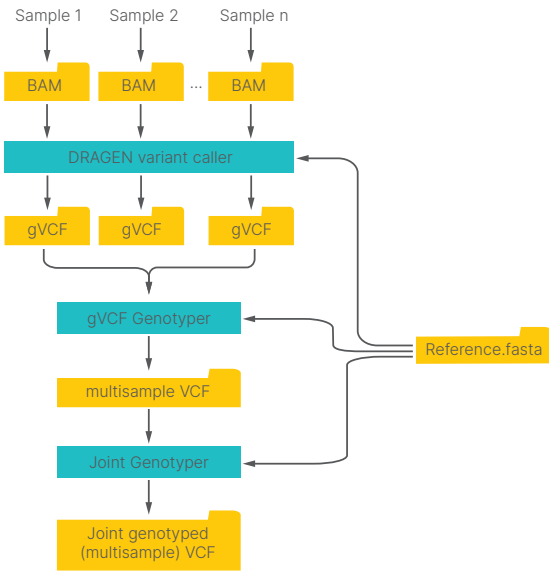 Sample 1
Sample 2
Sample n
BAM
BAM
...
BAM
DRAGEN variant caller
gVCF
gVCF
gVCF
gVCF Genotyper
Reference.fasta
multisample VCF
Joint Genotyper
Joint genotyped
(multisample) VCF